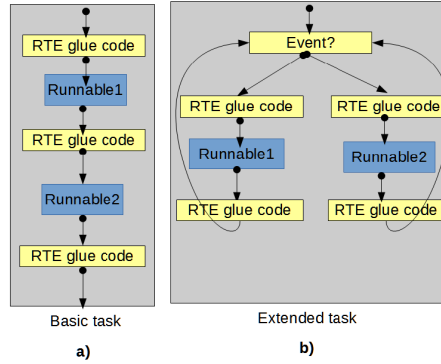 RTE glue code
Runnable1
RTE glue code
Runnable2
RTE glue code
Basic task
a)
Event?
RTE glue code
RTE glue code
Runnable1
Runnable2
RTE glue code
RTE glue code
Extended task
b)